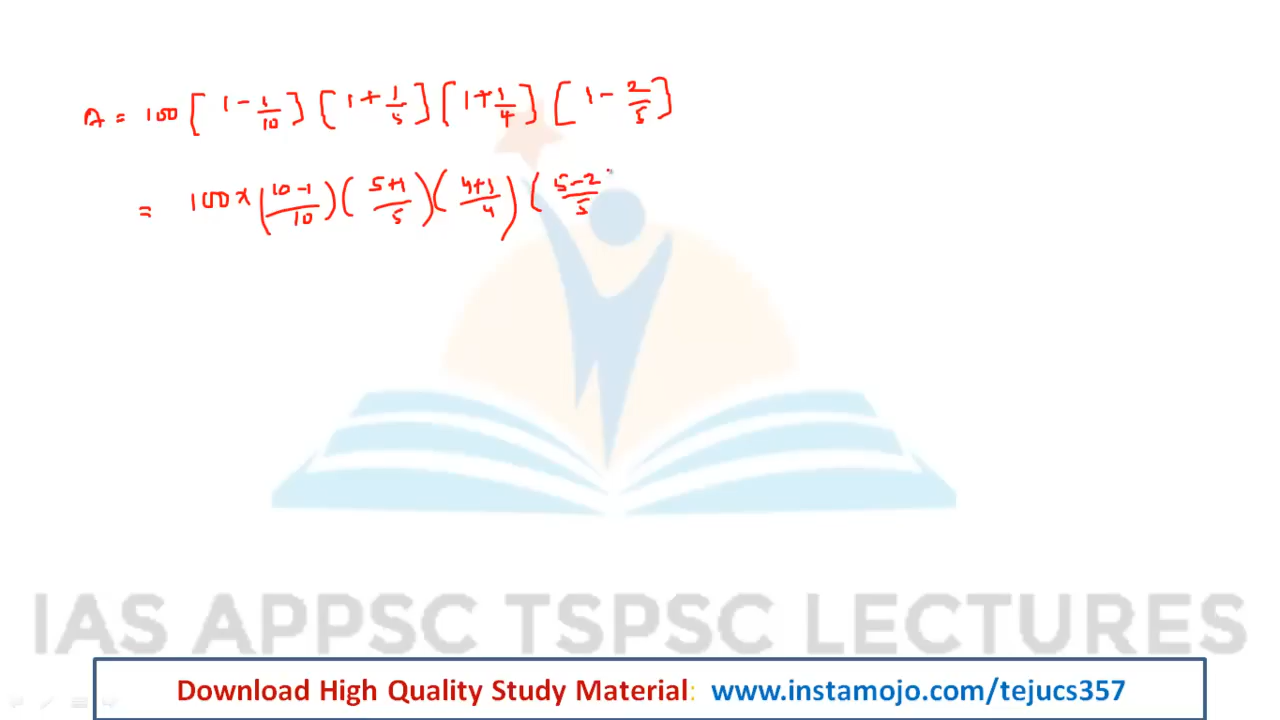 A = 100 [ 1 - 1/10 ] [ 1 + 1/5 ] [ 1 + 1/4 ] [ 1 - 2/5 ]
= 100 x ( 10-1/10 ) ( 5+1/5 ) ( 4+1/4 ) ( 5-2/5
IAS APPSC TSPSC LECTURES
Download High Quality Study Material: www.instamojo.com/tejucs357